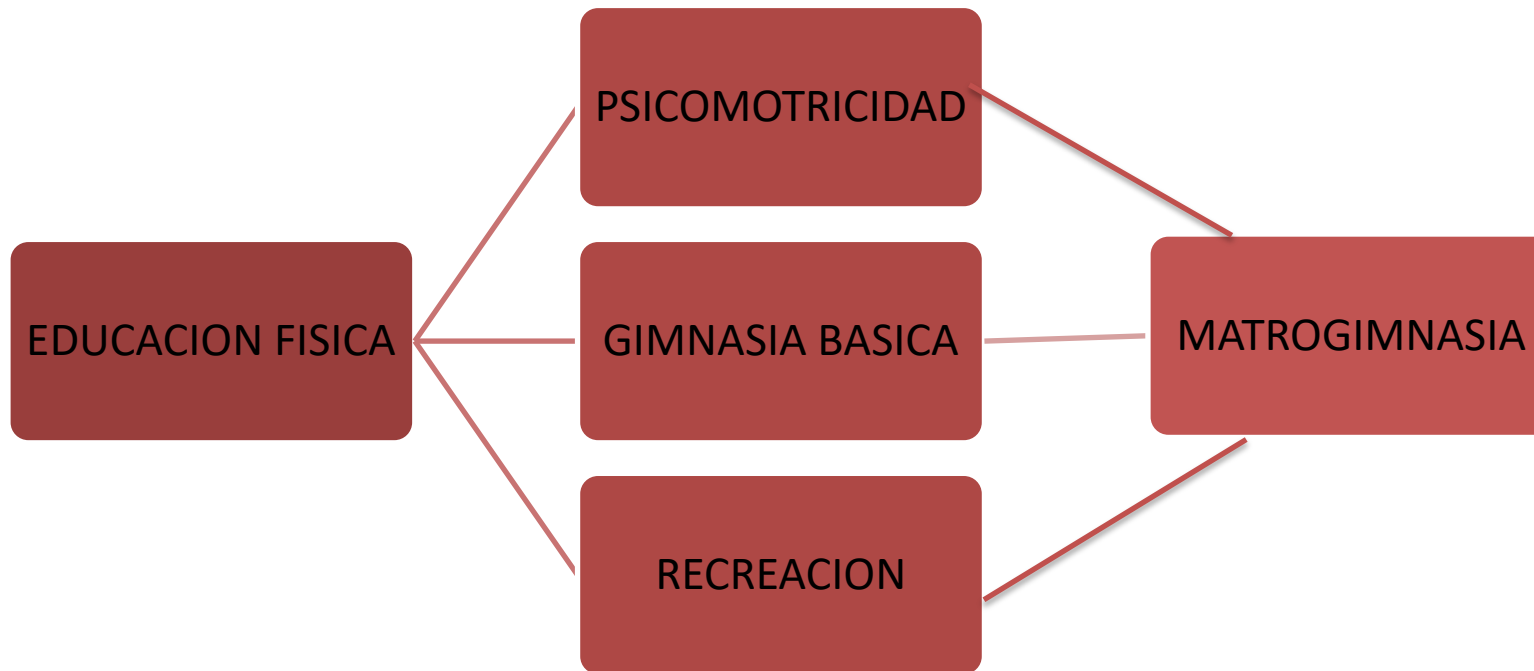 PSICOMOTRICIDAD
EDUCACION FISICA
GIMNASIA BASICA
MATROGIMNASIA
RECREACION